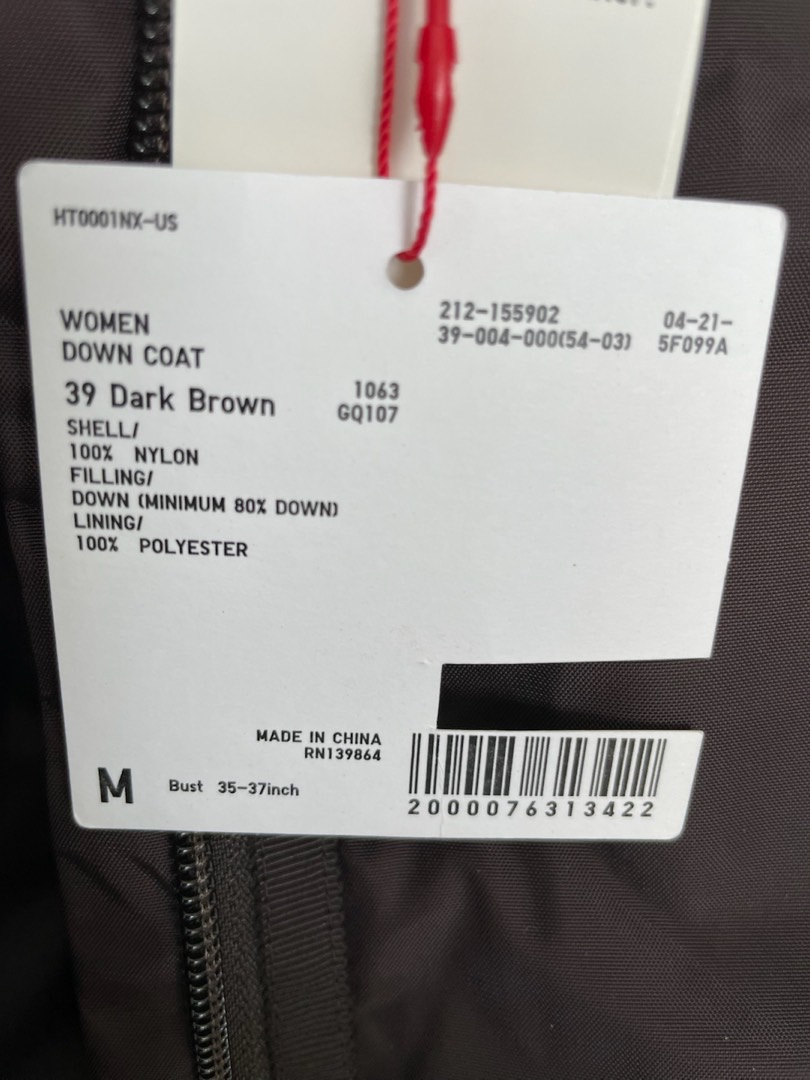 HT0001NX-US
212-155902 04-21-
39-004-000(54-03) 5F099A
WOMEN
DOWN COAT
39 Dark Brown
1063
GQ107
SHELL/
100% NYLON
FILLING/
DOWN (MINIMUM 80% DOWN)
LINING/
100% POLYESTER
MADE IN CHINA
RN139864
M Bust 35-37inch
2000076313422